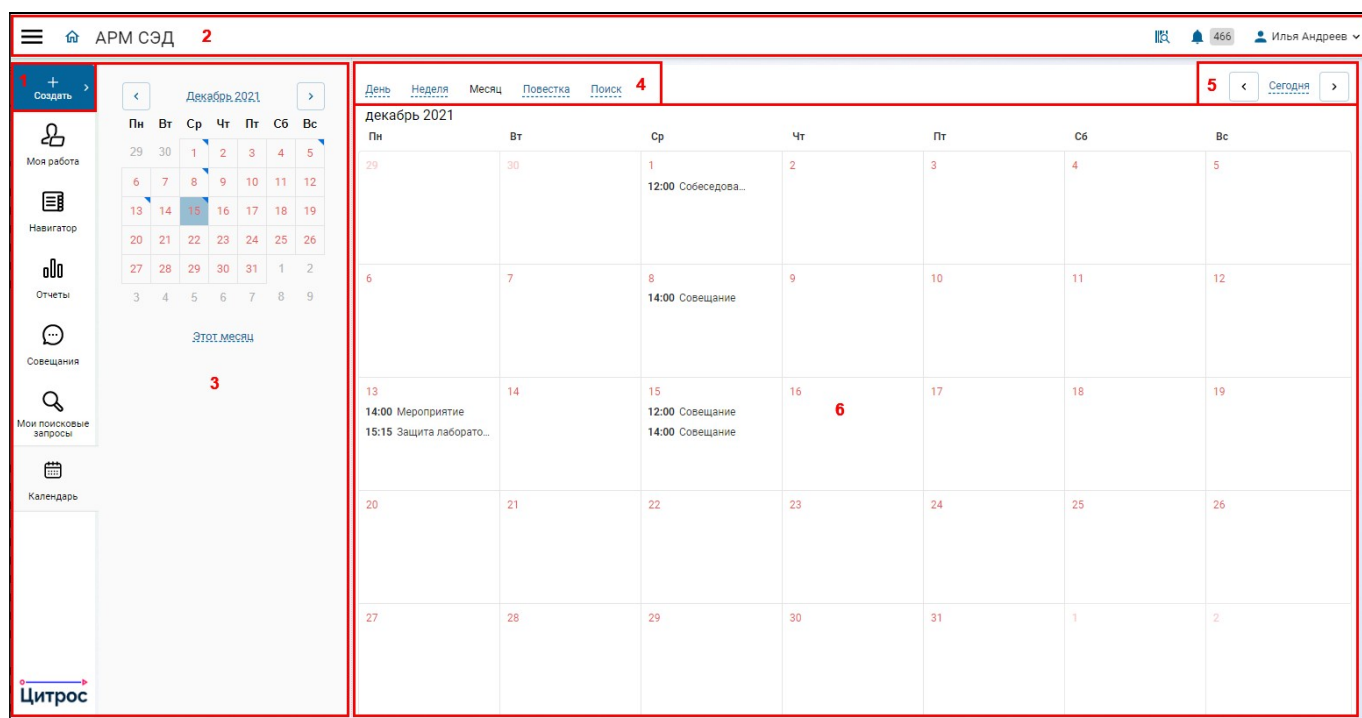 АРМ СЭД 2 466 Илья Андреев
1 + Создать
Моя работа
Навигатор
Отчеты
Совещания
Мои поисковые
запросы
Календарь
Цитрос
Декабрь 2021
Пн Вт Ср Чт Пт Сб Вс
29 30 1 2 3 4 5
6 7 8 9 10 11 12
13 14 15 16 17 18 19
20 21 22 23 24 25 26
27 28 29 30 31 1 2
3 4 5 6 7 8 9
Этот месяц
3
День Неделя Месяц Повестка Поиск 4
5 Сегодня
декабрь 2021
Пн Вт Ср Чт Пт Сб Вс
29 30 1 2 3 4 5
12:00 Собеседова...
6 7 8 9 10 11 12
14:00 Совещание
13 14 15 16 17 18 19
14:00 Мероприятие 12:00 Совещание 6
15:15 Защита лаборато... 14:00 Совещание
20 21 22 23 24 25 26
27 28 29 30 31 1 2